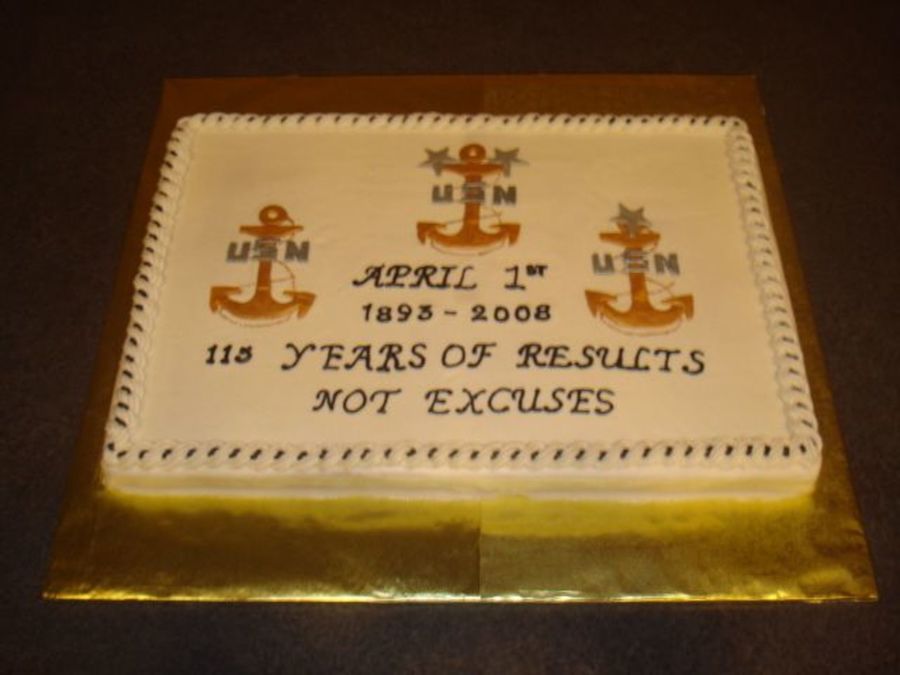 USN
USN
USN
APRIL 1ST
1893 - 2008
115 YEARS OF RESULTS
NOT EXCUSES